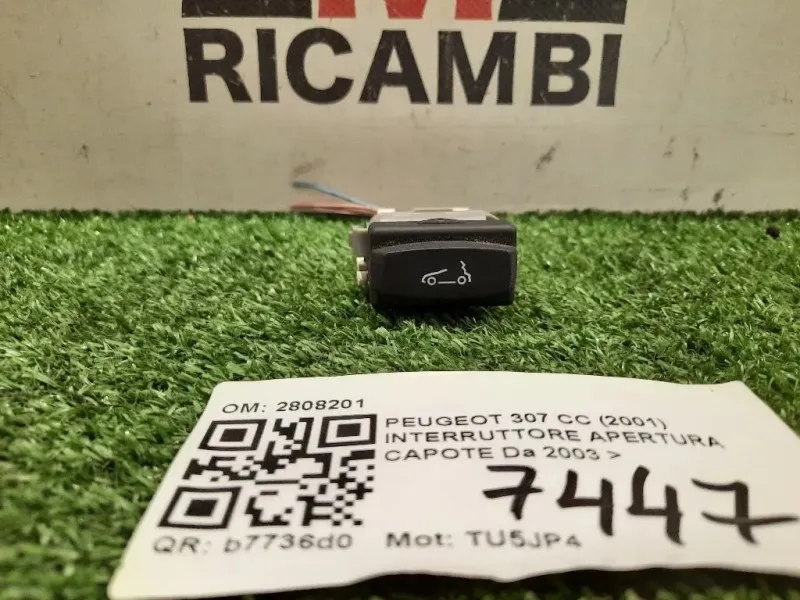 RICAMBI
OM: 2808201
PEUGEOT 307 CC (2001)
INTERRUTTORE APERTURA
CAPOTE Da 2003 >
7447
QR: b7736d0 Mot: TU5JP4